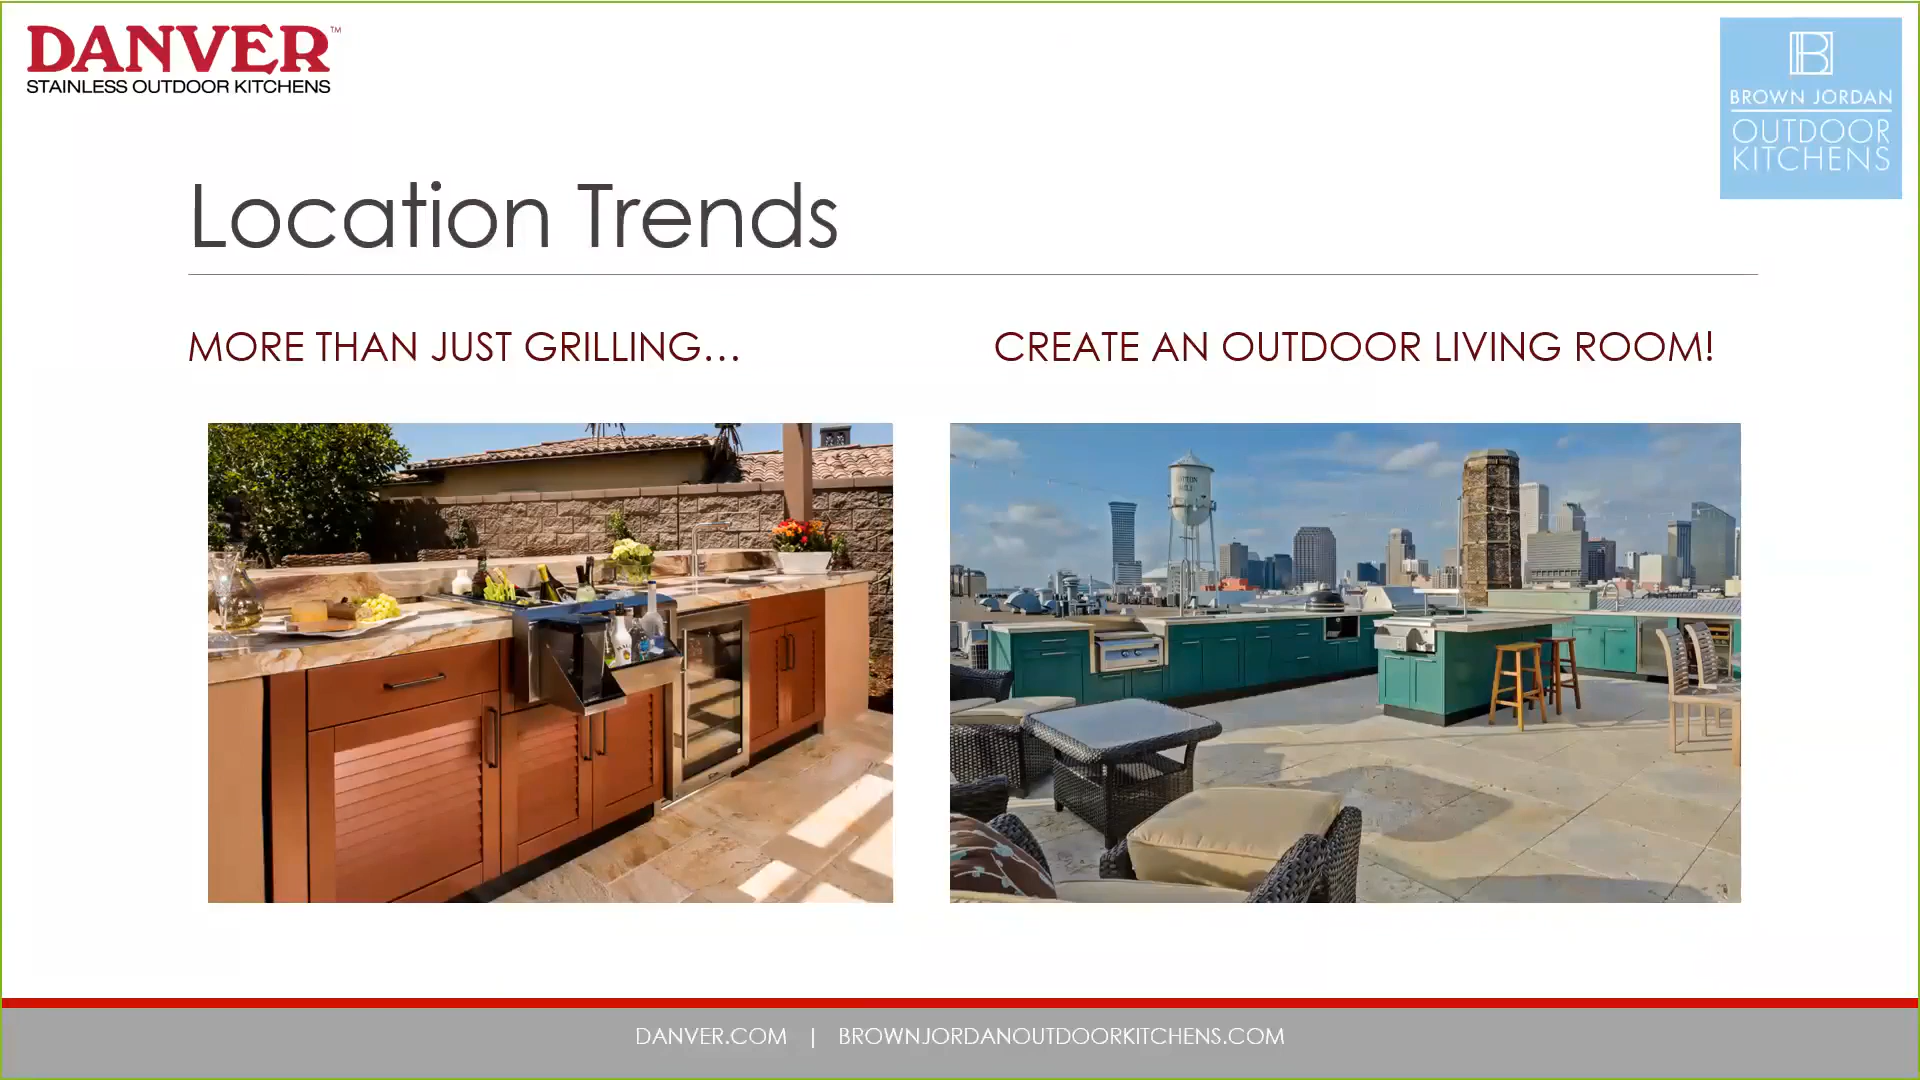 DANVER™
STAINLESS OUTDOOR KITCHENS
BROWN JORDAN
OUTDOOR
KITCHENS
Location Trends
MORE THAN JUST GRILLING…
CREATE AN OUTDOOR LIVING ROOM!
DANVER.COM | BROWNJORDANOUTDOORKITCHENS.COM